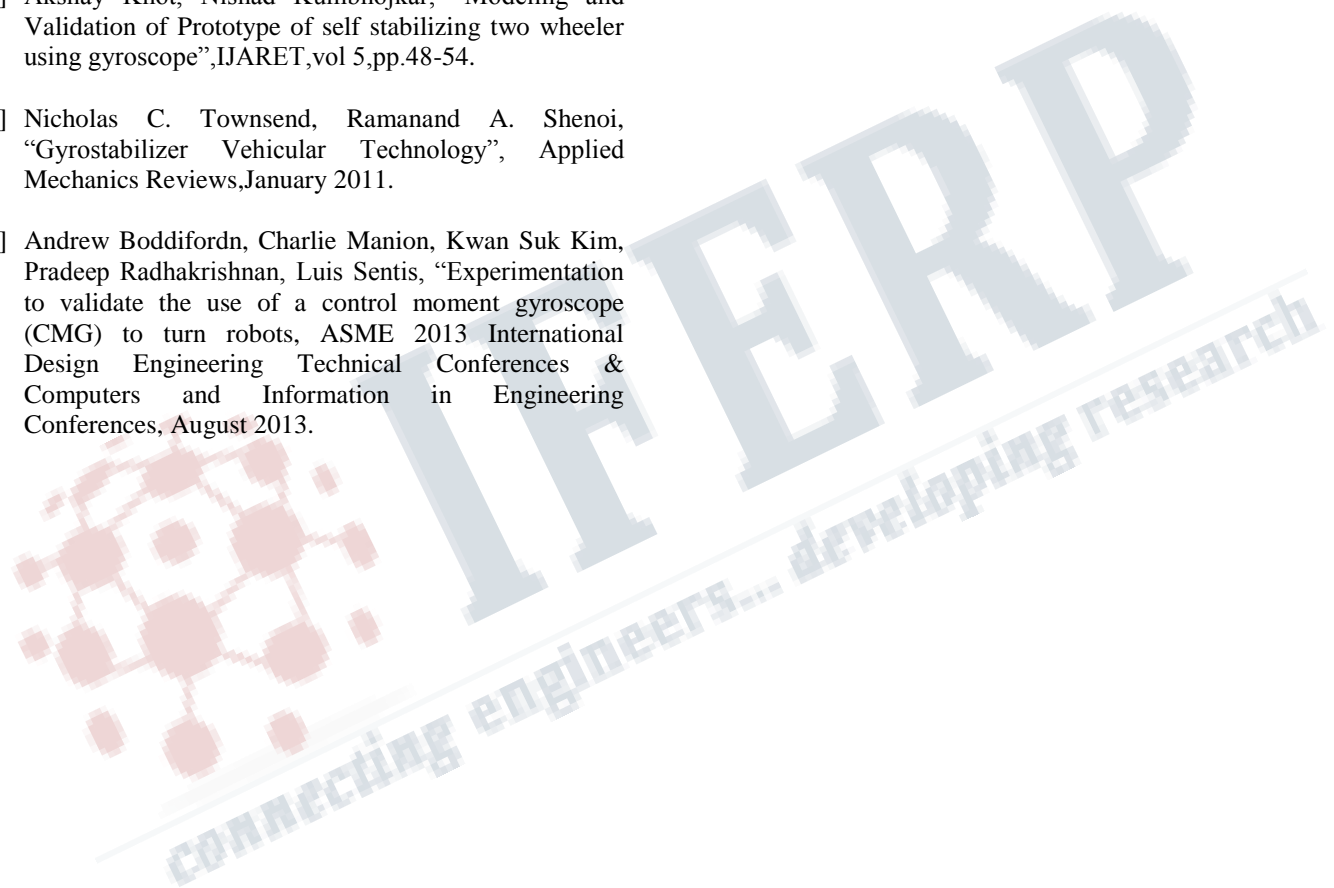 ] Akshay Khot, Nishad Kumbhojkar, “Modeling and
Validation of Prototype of self stabilizing two wheeler
using gyroscope”,IJARET,vol 5,pp.48-54.
] Nicholas C. Townsend, Ramanand A. Shenoi,
“Gyrostabilizer Vehicular Technology”, Applied
Mechanics Reviews,January 2011.
] Andrew Boddifordn, Charlie Manion, Kwan Suk Kim,
Pradeep Radhakrishnan, Luis Sentis, “Experimentation
to validate the use of a control moment gyroscope
(CMG) to turn robots, ASME 2013 International
Design Engineering Technical Conferences &
Computers and Information in Engineering
Conferences, August 2013.
IFERP
connecting engineers... developing research